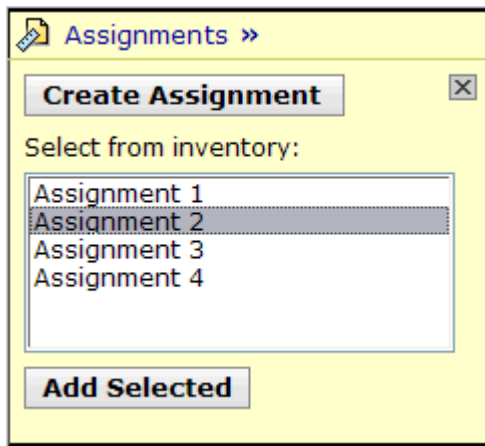 Assignments »
Create Assignment
Select from inventory:
Assignment 1
Assignment 2
Assignment 3
Assignment 4
Add Selected